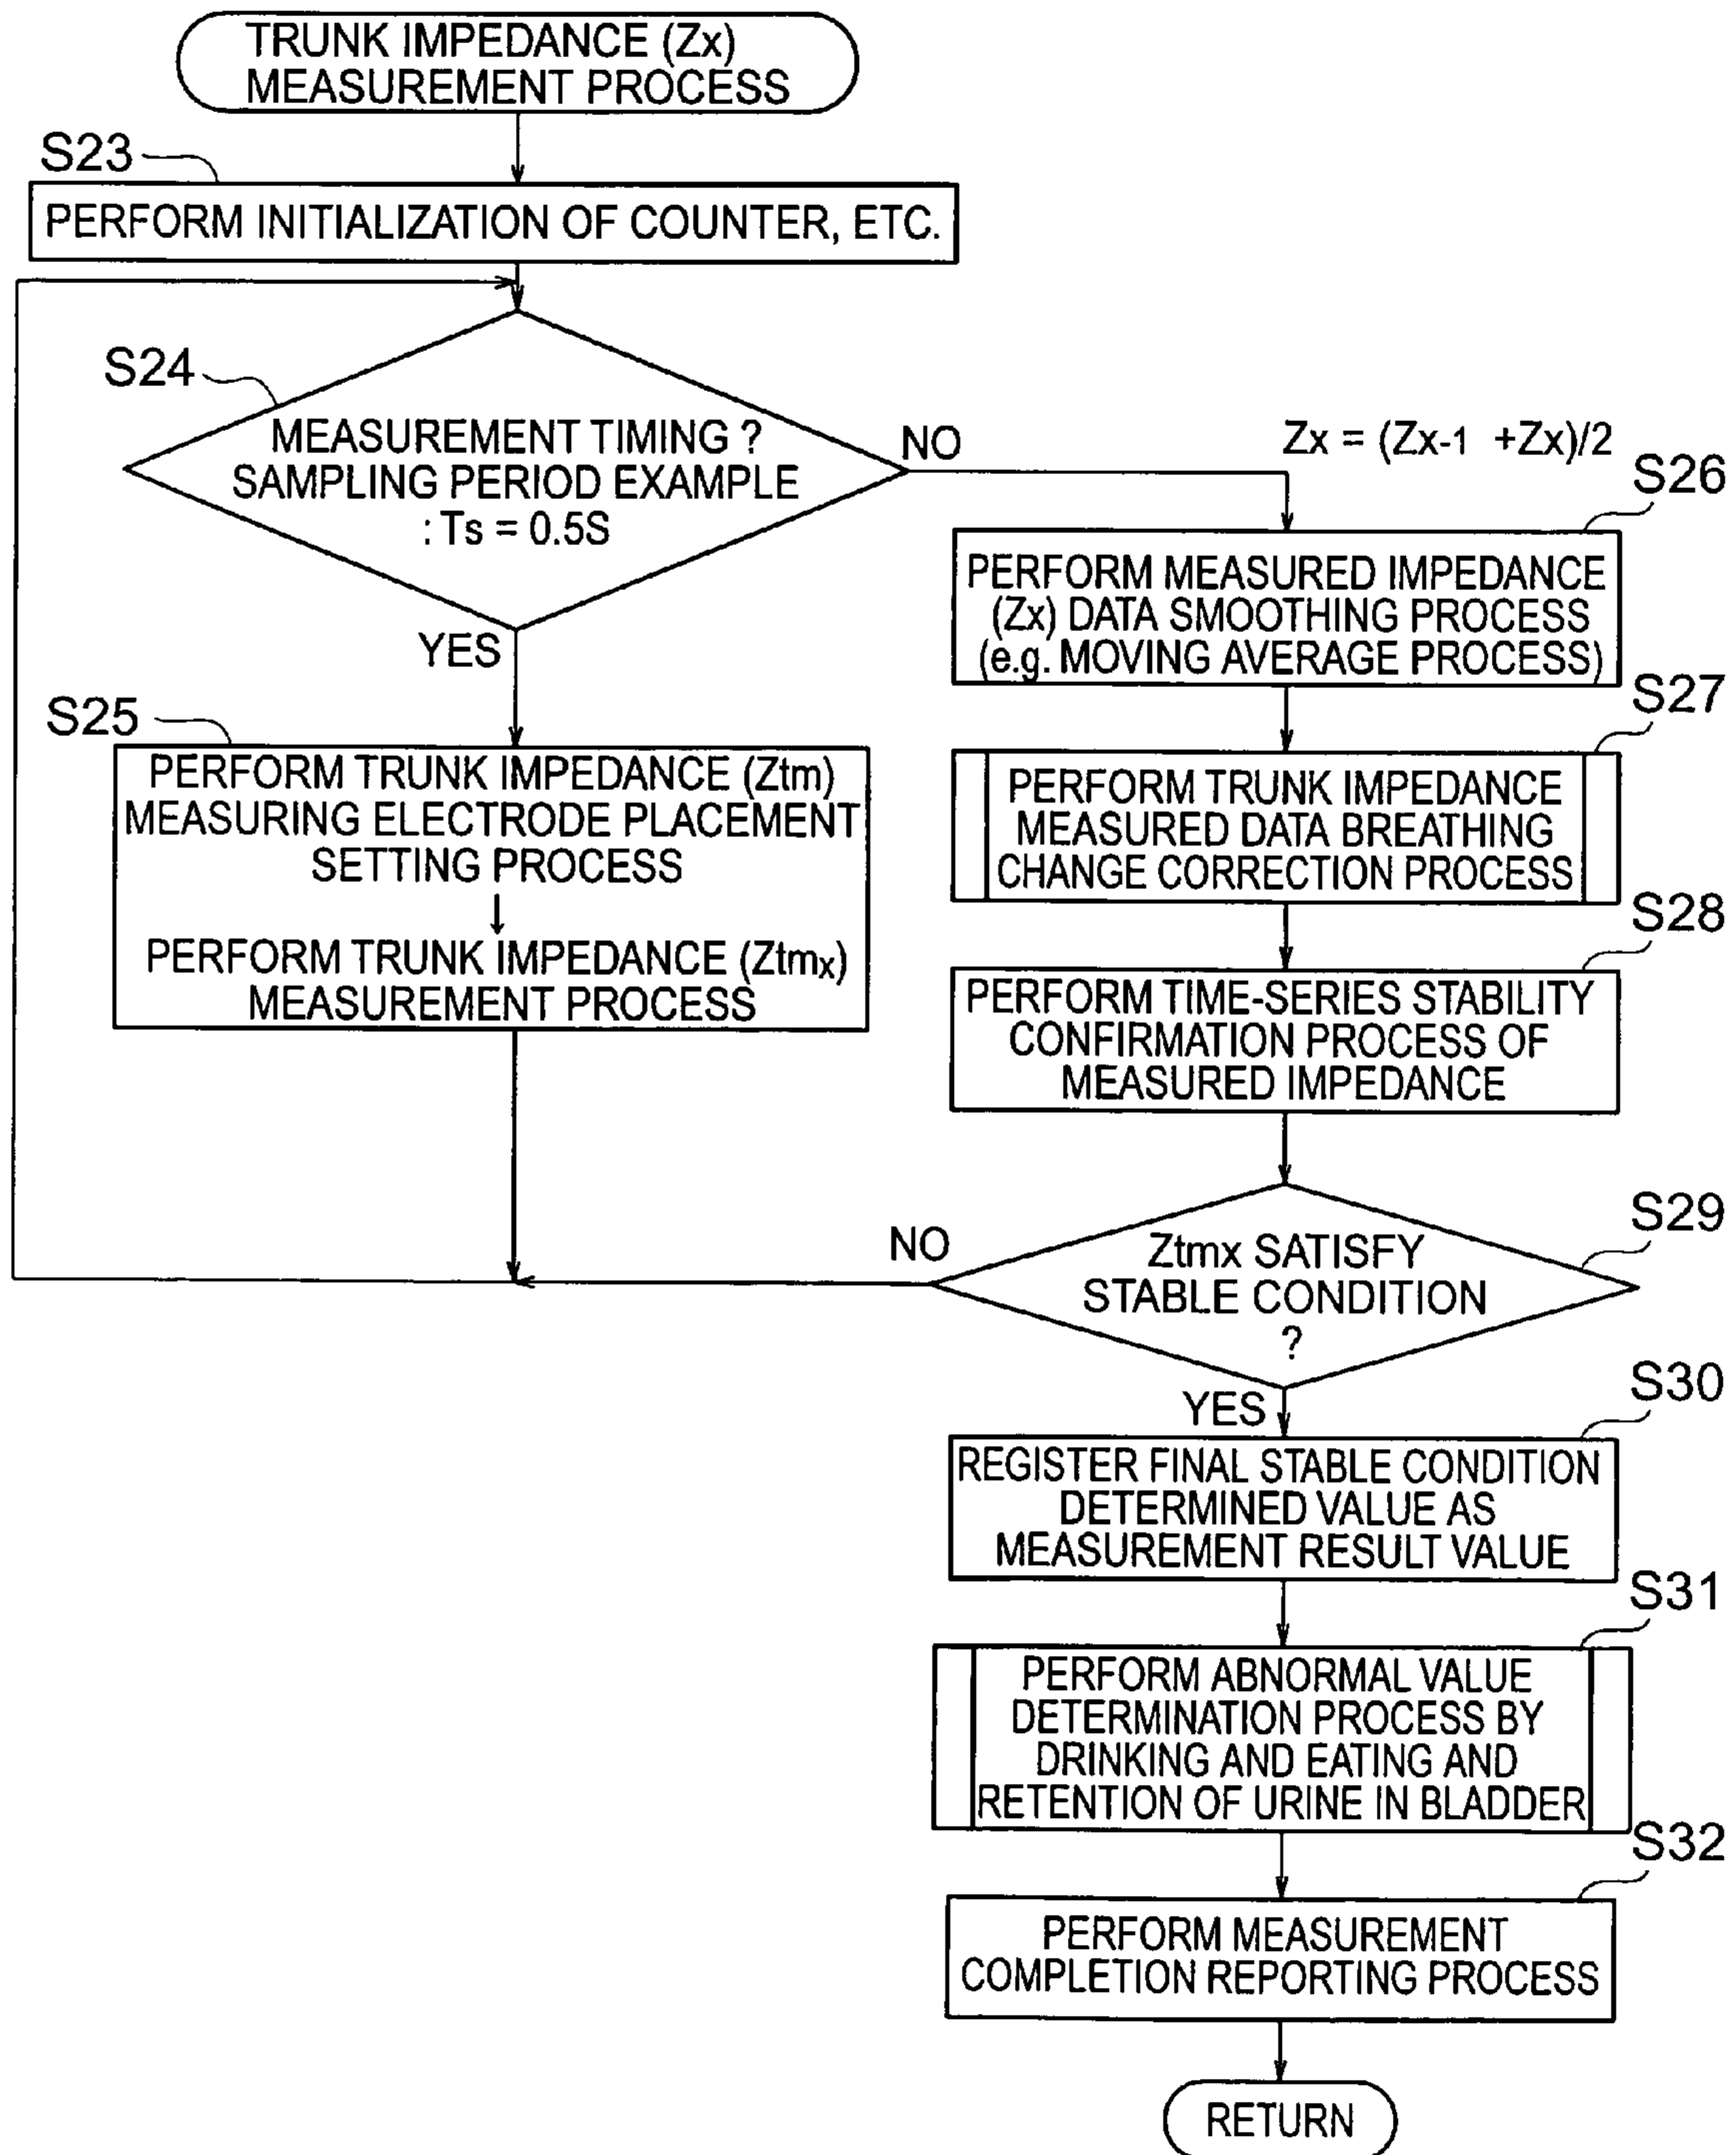 TRUNK IMPEDANCE (Zx)
MEASUREMENT PROCESS
S23
PERFORM INITIALIZATION OF COUNTER, ETC.
S24
MEASUREMENT TIMING ?
SAMPLING PERIOD EXAMPLE
: Ts = 0.5S
NO
YES
S25
PERFORM TRUNK IMPEDANCE (Ztm)
MEASURING ELECTRODE PLACEMENT
SETTING PROCESS
PERFORM TRUNK IMPEDANCE (Ztmx)
MEASUREMENT PROCESS
Zx = (Zx-1 +Zx)/2
S26
PERFORM MEASURED IMPEDANCE
(Zx) DATA SMOOTHING PROCESS
(e.g. MOVING AVERAGE PROCESS)
S27
PERFORM TRUNK IMPEDANCE
MEASURED DATA BREATHING
CHANGE CORRECTION PROCESS
S28
PERFORM TIME-SERIES STABILITY
CONFIRMATION PROCESS OF
MEASURED IMPEDANCE
S29
NO
Ztmx SATISFY
STABLE CONDITION
?
YES
S30
REGISTER FINAL STABLE CONDITION
DETERMINED VALUE AS
MEASUREMENT RESULT VALUE
S31
PERFORM ABNORMAL VALUE
DETERMINATION PROCESS BY
DRINKING AND EATING AND
RETENTION OF URINE IN BLADDER
S32
PERFORM MEASUREMENT
COMPLETION REPORTING PROCESS
RETURN